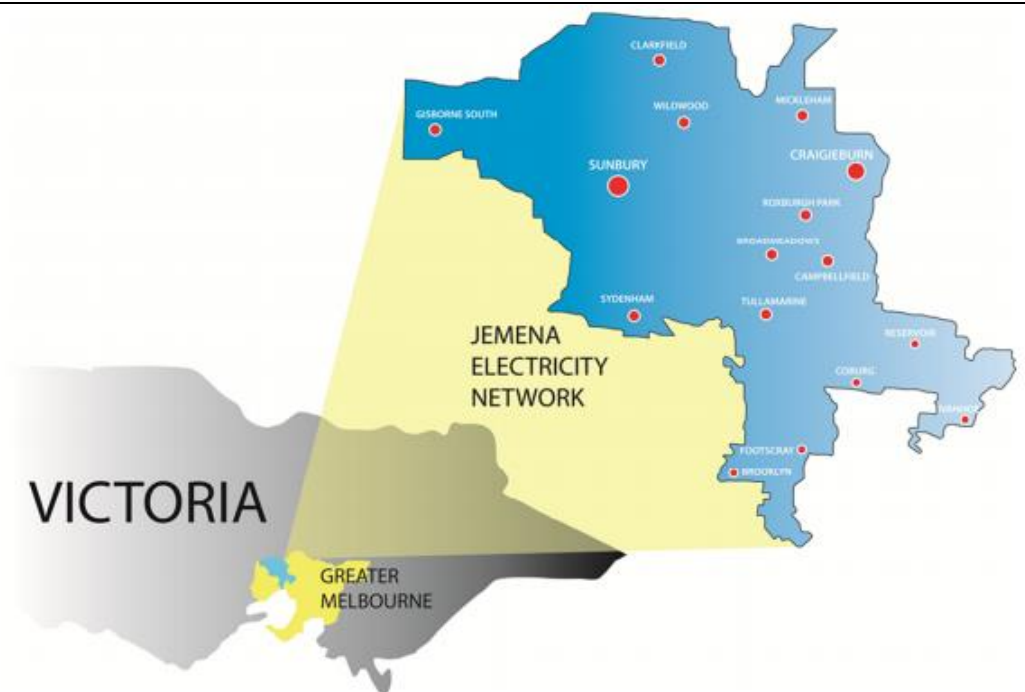 CLARKFIELD
WILDWOOD
MICKLEHAM
GISBORNE SOUTH
CRAIGIEBURN
SUNBURY
ROXBURGH PARK
BROADMEADOWS
CAMPBELLFIELD
SYDENHAM
TULLAMARINE
JEMENA
ELECTRICITY
NETWORK
RESERVOIR
COBURG
IVANHOE
FOOTSCRAY
BROOKLYN
VICTORIA
GREATER
MELBOURNE